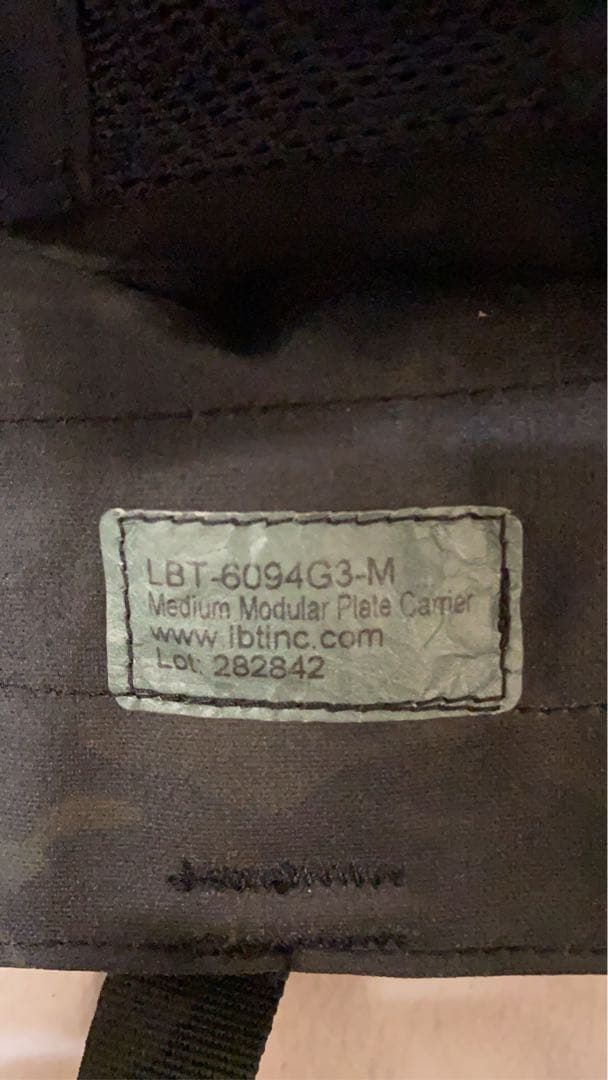 LBT-6094G3-M
Medium Modular Plate Carrier
www.lbtinc.com
Lot: 282842